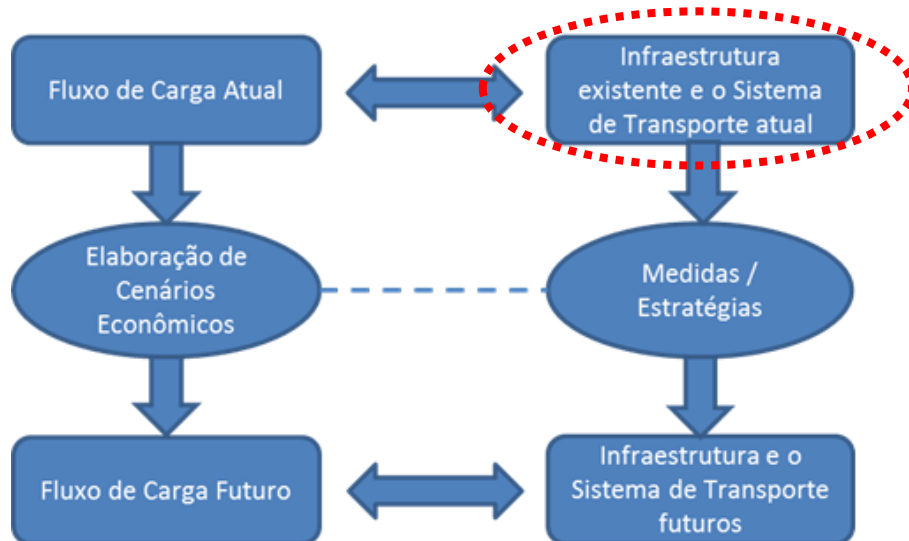 Fluxo de Carga Atual
Infraestrutura
existente e o Sistema
de Transporte atual
Elaboração de
Cenários
Econômicos
Medidas /
Estratégias
Fluxo de Carga Futuro
Infraestrutura e o
Sistema de Transporte
futuros